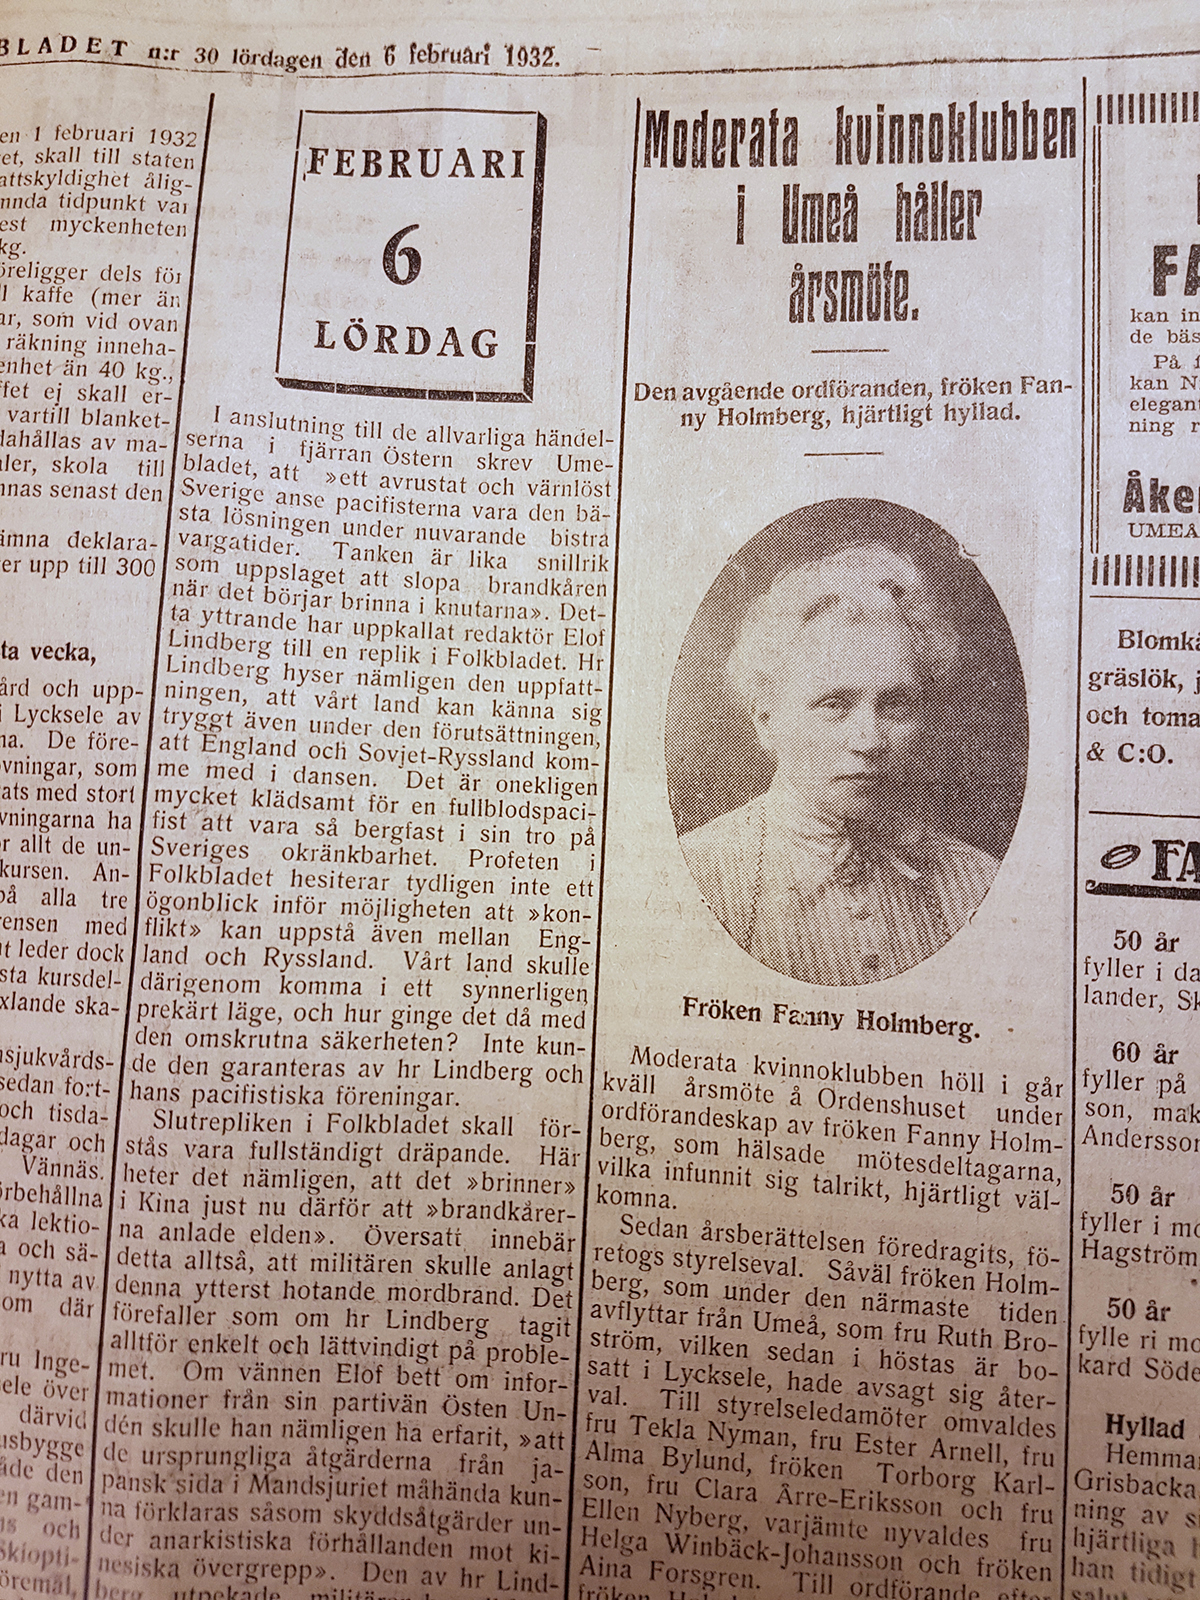 BLADET n:r 30 lördagen den 6 februari 1932.
en 1 februari 1932
et, skall till staten
attskyldighet ålig-
nnda tidpunkt var
est myckenheten
kg.
öreligger dels för
l kaffe (mer än
ar, som vid ovan
räkning inneha-
enhet än 40 kg.,
ffet ej skall er-
vartill blanket-
dahållas av ma-
ler, skola till
nnas senast den
ämna deklara-
er upp till 300
ta vecka,
ård och upp-
i Lycksele av
na. De före-
vningar, som
ats med stort
vningarna ha
r allt de un-
kursen. An-
på alla tre
rensen med
t leder dock
sta kursdel-
xlande ska-
nsjukvårds-
sedan fort-
och tisda-
dagar och
Vännäs.
örbehållna
ka lektio-
a och sä-
nytta av
om där
ru Inge-
sele över
därvid
usbygge
åde den
en gam-
s och
Skiopti-
öremål,
FEBRUARI
6
LÖRDAG
I anslutning till de allvarliga händel-
serna i fjärran Östern skrev Ume-
bladet, att »ett avrustat och värnlöst
Sverige anse pacifisterna vara den bä-
sta lösningen under nuvarande bistra
vargatider. Tanken är lika snillrik
som uppslaget att slopa brandkåren
när det börjar brinna i knutarna». Det-
ta yttrande har uppkallat redaktör Elof
Lindberg till en replik i Folkbladet. Hr
Lindberg hyser nämligen den uppfatt-
ningen, att vårt land kan känna sig
tryggt även under den förutsättningen,
att England och Sovjet-Ryssland kom-
me med i dansen. Det är onekligen
mycket klädsamt för en fullblodspaci-
fist att vara så bergfast i sin tro på
Sveriges okränkbarhet. Profeten i
Folkbladet hesiterar tydligen inte ett
ögonblick inför möjligheten att »kon-
flikt» kan uppstå även mellan Eng-
land och Ryssland. Vårt land skulle
därigenom komma i ett synnerligen
prekärt läge, och hur ginge det då med
den omskrutna säkerheten? Inte kun-
de den garanteras av hr Lindberg och
hans pacifistiska föreningar.
Slutrepliken i Folkbladet skall för-
stås vara fullständigt dräpande. Här
heter det nämligen, att det »brinner»
i Kina just nu därför att »brandkårer-
na anlade elden». Översatt innebär
detta alltså, att militären skulle anlagt
denna ytterst hotande mordbrand. Det
förefaller som om hr Lindberg tagit
alltför enkelt och lättvindigt på proble-
met. Om vännen Elof bett om infor-
mationer från sin partivän Östen Un-
dén skulle han nämligen ha erfarit, »att
de ursprungliga åtgärderna från ja-
pansk sida i Mandsjuriet måhända kun-
na förklaras såsom skyddsåtgärder un-
der anarkistiska förhållanden mot ki-
nesiska övergrepp». Den av hr Lind-
berg utpekade
Moderata kvinnoklubben
i Umeå håller
årsmöte.
Den avgående ordföranden, fröken Fan-
ny Holmberg, hjärtligt hyllad.
Fröken Fanny Holmberg.
Moderata kvinnoklubben höll i går
kväll årsmöte å Ordenshuset under
ordförandeskap av fröken Fanny Holm-
berg, som hälsade mötesdeltagarna,
vilka infunnit sig talrikt, hjärtligt väl-
komna.
Sedan årsberättelsen föredragits, fö-
retogs styrelseval. Såväl fröken Holm-
berg, som under den närmaste tiden
avflyttar från Umeå, som fru Ruth Bro-
ström, vilken sedan i höstas är bo-
satt i Lycksele, hade avsagt sig åter-
val. Till styrelseledamöter omvaldes
fru Tekla Nyman, fru Ester Arnell, fru
Alma Bylund, fröken Torborg Karl-
son, fru Clara Årre-Eriksson och fru
Ellen Nyberg, varjämte nyvaldes fru
Helga Winbäck-Johansson och fröken
Aina Forsgren. Till ordförande efter
fröken
FA
kan in
de bäs
På
kan N
elegant
ning r
Åke
UMEÅ
Blomkå
gräslök, j
och toma
& C:O.
FA
50 år
fyller i da
lander, Sk
60 år
fyller på
son, mak
Andersson
50 år
fyller i mo
Hagström
50 år
fylle ri mo
kard Söde
Hyllad
Hemma
Grisbacka
ning av s
hjärtliga
han tidigt